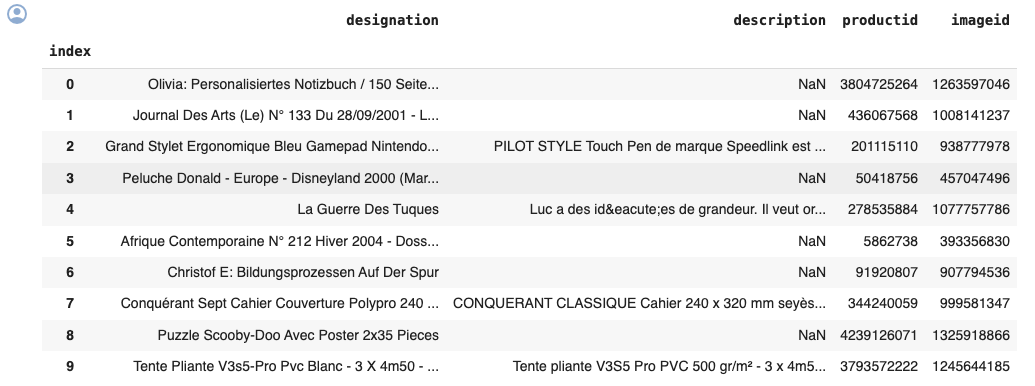 designation description productid imageid
index
0 Olivia: Personalisiertes Notizbuch / 150 Seite... NaN 3804725264 1263597046
1 Journal Des Arts (Le) N° 133 Du 28/09/2001 - L... NaN 436067568 1008141237
2 Grand Stylet Ergonomique Bleu Gamepad Nintendo... PILOT STYLE Touch Pen de marque Speedlink est ... 201115110 938777978
3 Peluche Donald - Europe - Disneyland 2000 (Mar... NaN 50418756 457047496
4 La Guerre Des Tuques Luc a des id&eacute;es de grandeur. Il veut or... 278535884 1077757786
5 Afrique Contemporaine N° 212 Hiver 2004 - Doss... NaN 5862738 393356830
6 Christof E: Bildungsprozessen Auf Der Spur NaN 91920807 907794536
7 Conquérant Sept Cahier Couverture Polypro 240 ... CONQUERANT CLASSIQUE Cahier 240 x 320 mm seyès... 344240059 999581347
8 Puzzle Scooby-Doo Avec Poster 2x35 Pieces NaN 4239126071 1325918866
9 Tente Pliante V3s5-Pro Pvc Blanc - 3 X 4m50 - ... Tente pliante V3S5 Pro PVC 500 gr/m² - 3 x 4m5... 3793572222 1245644185